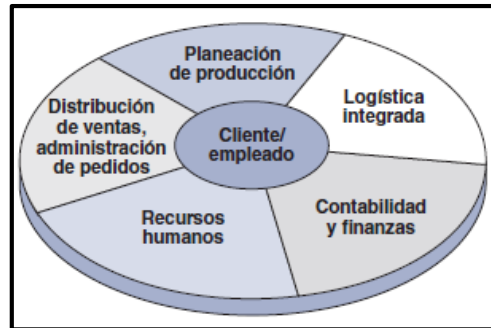 Planeación
de producción
Logística
integrada
Distribución
de ventas,
administración
de pedidos
Cliente/
empleado
Contabilidad
y finanzas
Recursos
humanos